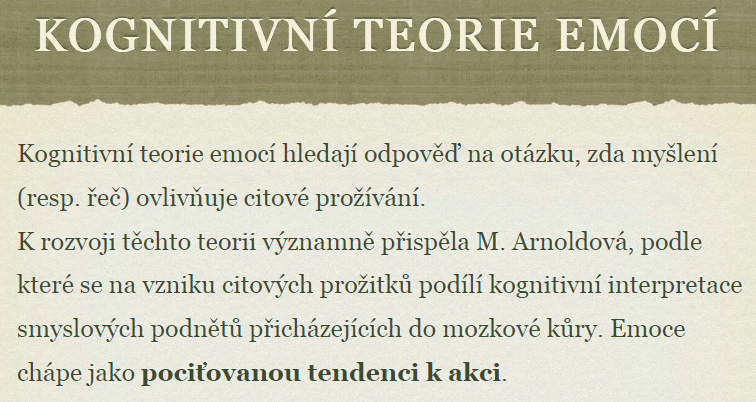 KOGNITIVNÍ TEORIE EMOCÍ
Kognitivní teorie emocí hledají odpověď na otázku, zda myšlení
(resp. řeč) ovlivňuje citové prožívání.
K rozvoji těchto teorii významně přispěla M. Arnoldová, podle
které se na vzniku citových prožitků podílí kognitivní interpretace
smyslových podnětů přicházejících do mozkové kůry. Emoce
chápe jako pociťovanou tendenci k akci.